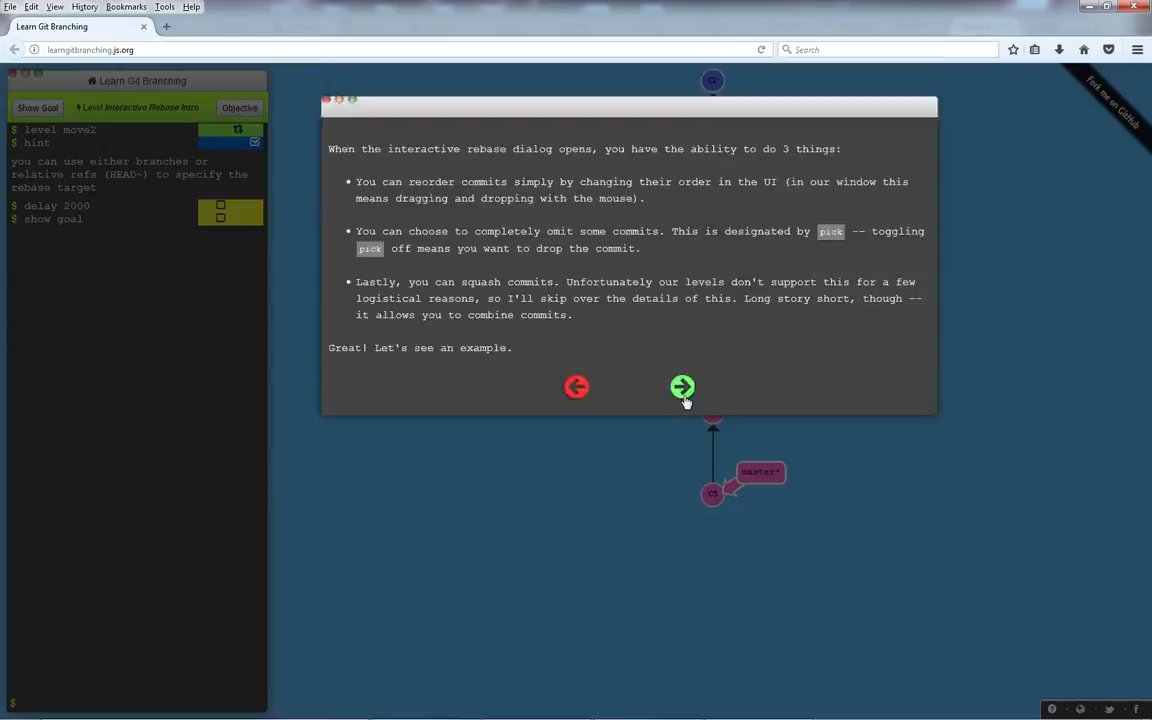 File Edit View History Bookmarks Tools Help
Learn Git Branching
learngitbranching.js.org
Search
Learn Git Branching
Show Goal
Level Interactive Rebase Intro
Objective
$ level move2
$ hint
you can use either branches or
relative refs (HEAD~) to specify the
rebase target
$ delay 2000
$ show goal
$
When the interactive rebase dialog opens, you have the ability to do 3 things:
• You can reorder commits simply by changing their order in the UI (in our window this
means dragging and dropping with the mouse).
• You can choose to completely omit some commits. This is designated by pick -- toggling
pick off means you want to drop the commit.
• Lastly, you can squash commits. Unfortunately our levels don't support this for a few
logistical reasons, so I'll skip over the details of this. Long story short, though --
it allows you to combine commits.
Great! Let's see an example.
master*
C5
Fork me on GitHub